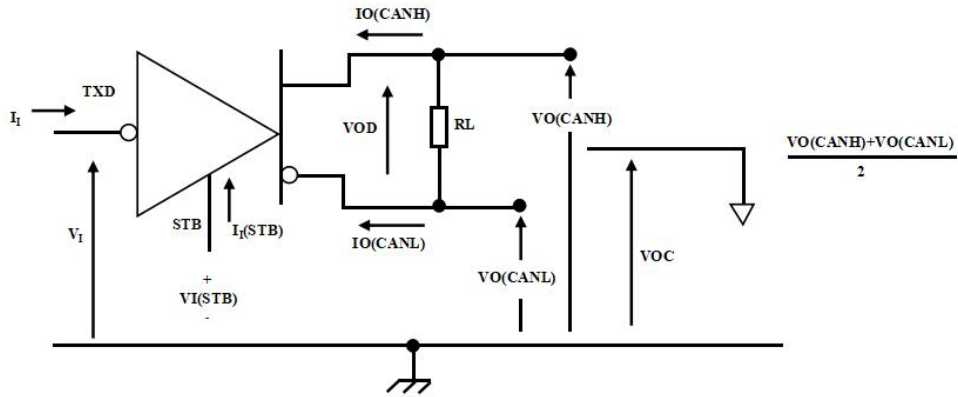 IO(CANH)
TXD
II
VOD
RL
VO(CANH)
VO(CANH)+VO(CANL)
2
STB
II(STB)
IO(CANL)
VI
VO(CANL)
VOC
+
VI(STB)
-